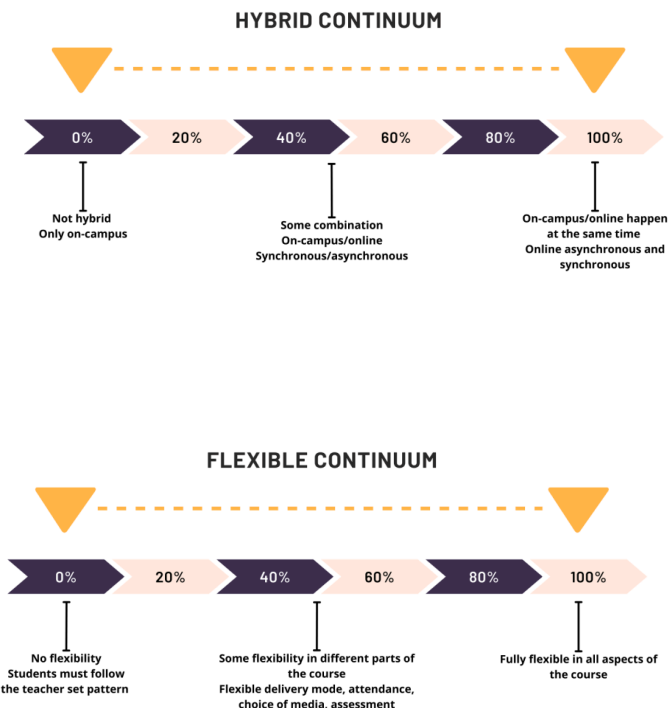 HYBRID CONTINUUM
0% 20% 40% 60% 80% 100%
Not hybrid
Only on-campus
Some combination
On-campus/online
Synchronous/asynchronous
On-campus/online happen
at the same time
Online asynchronous and
synchronous
FLEXIBLE CONTINUUM
0% 20% 40% 60% 80% 100%
No flexibility
Students must follow
the teacher set pattern
Some flexibility in different parts of
the course
Flexible delivery mode, attendance,
choice of media, assessment
Fully flexible in all aspects of
the course